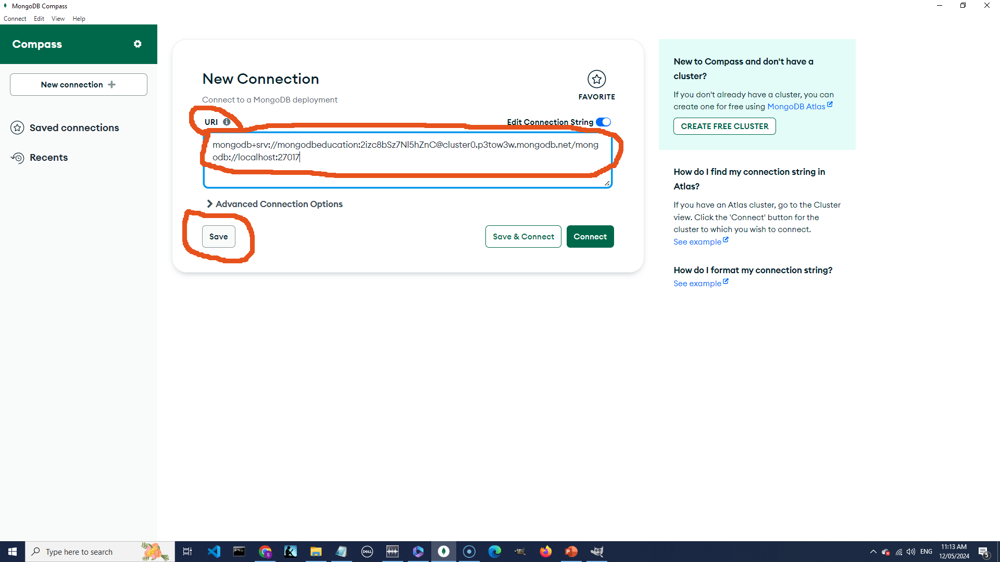 MongoDB Compass
Connect Edit View Help
Compass
New connection
Saved connections
Recents
New Connection
Connect to a MongoDB deployment
FAVORITE
URI
Edit Connection String
mongodb+srv://mongodbeducation:2izc8bSz7Nl5hZnC@cluster0.p3tow3w.mongodb.net/mong
odb://localhost:27017
Advanced Connection Options
Save
Save & Connect
Connect
New to Compass and don't have a
cluster?
If you don't already have a cluster, you can
create one for free using MongoDB Atlas
CREATE FREE CLUSTER
How do I find my connection string in
Atlas?
If you have an Atlas cluster, go to the Cluster
view. Click the 'Connect' button for the
cluster to which you wish to connect.
See example
How do I format my connection string?
See example
Type here to search
DELL
ENG
11:13 AM
12/05/2024
5